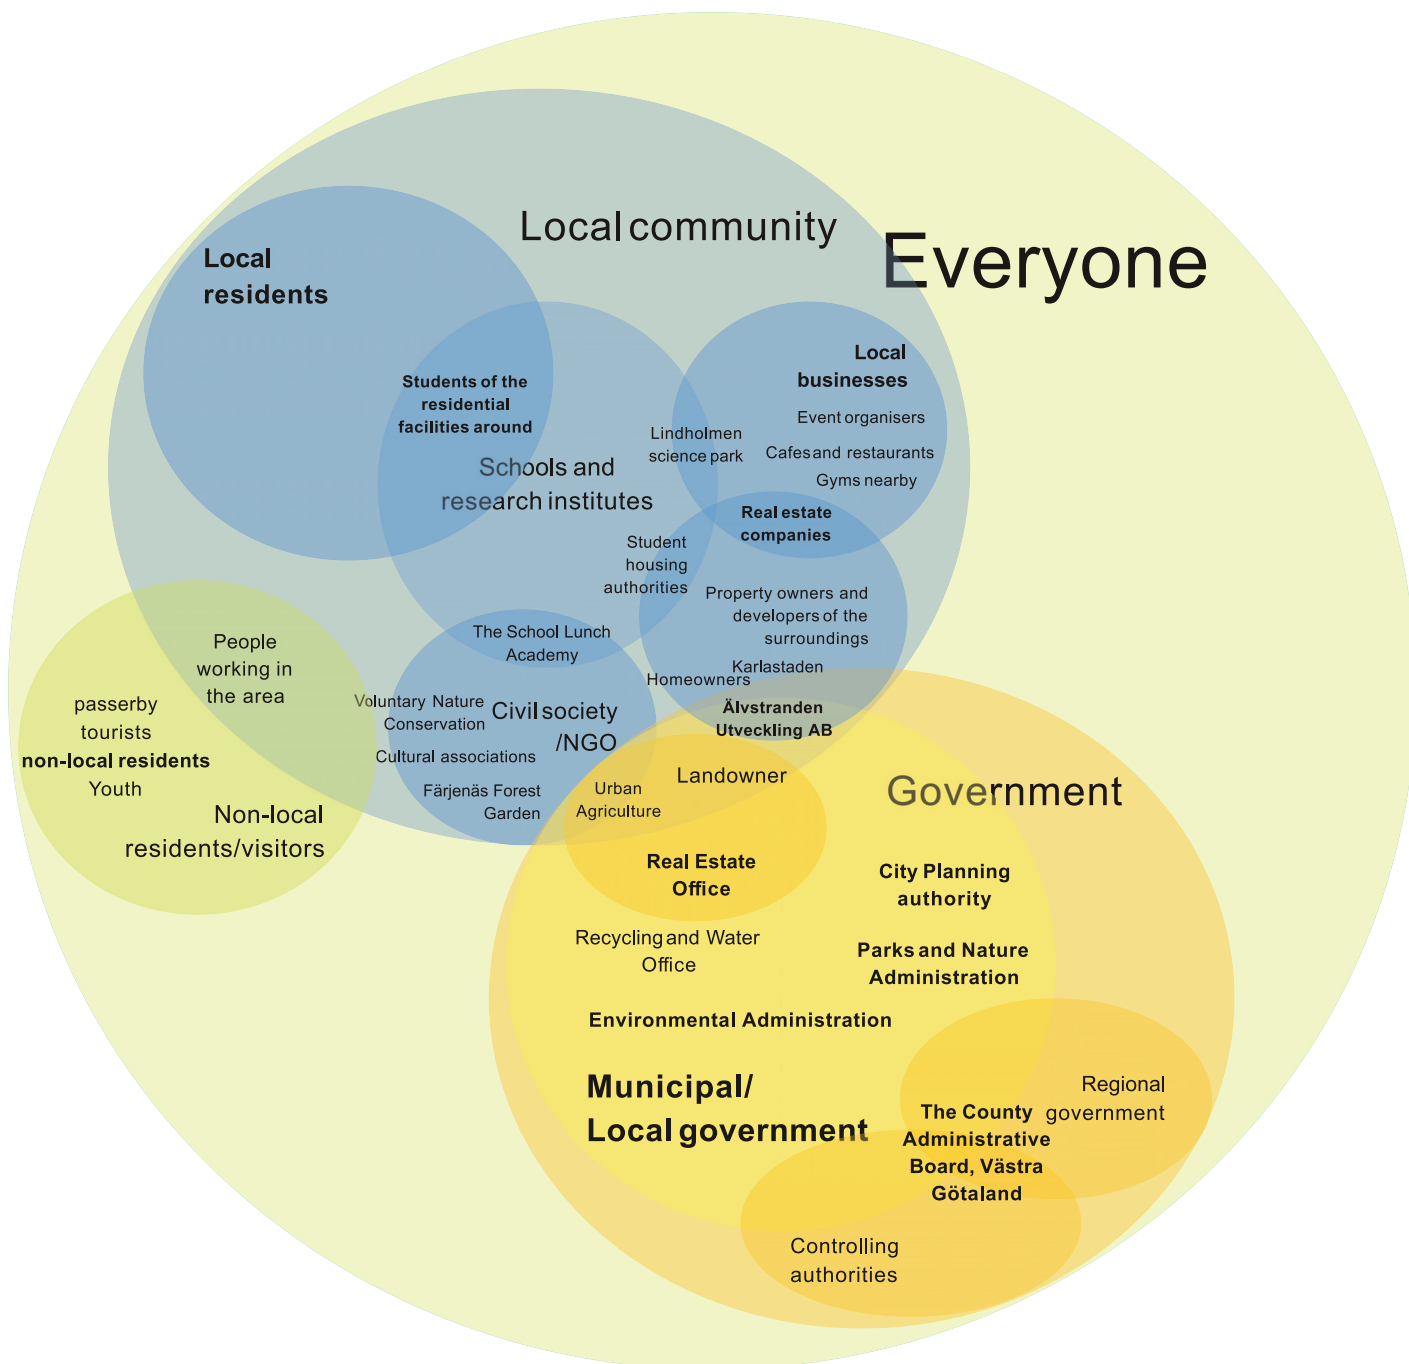 Local community
Everyone
Local
residents
Local
businesses
Event organisers
Cafes and restaurants
Gyms nearby
Students of the
residential
facilities around
Lindholmen
science park
Schools and
research institutes
Real estate
companies
Student
housing
authorities
Property owners and
developers of the
surroundings
Karlastaden
Homeowners
Älvstranden
Utveckling AB
The School Lunch
Academy
Voluntary Nature
Conservation
Civil society
/NGO
Cultural associations
Färjenäs Forest
Garden
Urban
Agriculture
People
working in
the area
passerby
tourists
non-local residents
Youth
Non-local
residents/visitors
Landowner
Government
Real Estate
Office
City Planning
authority
Recycling and Water
Office
Parks and Nature
Administration
Environmental Administration
Municipal/
Local government
Regional
government
The County
Administrative
Board, Västra
Götaland
Controlling
authorities